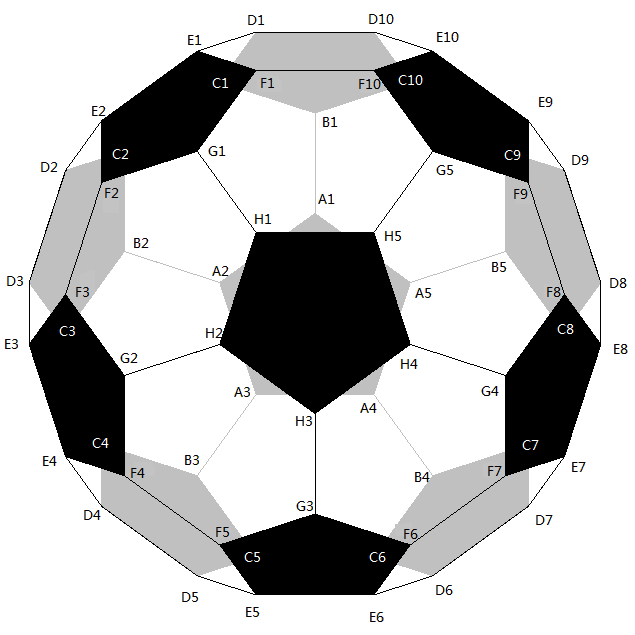 D1 D10
E1 E10
C1 F1 F10 C10
E2 E9
B1
C2 G1 G5 C9
D2 D9
F2 F9
A1
H1 H5
B2 B5
A2 A5
D3 F3 F8 D8
C3 C8
E3 H2 E8
G2 H4
A3 G4
A4
H3
C4 C7
E4 B3 E7
F4 B4 F7
G3
D4 D7
F5 F6
C5 C6
D5 D6
E5 E6